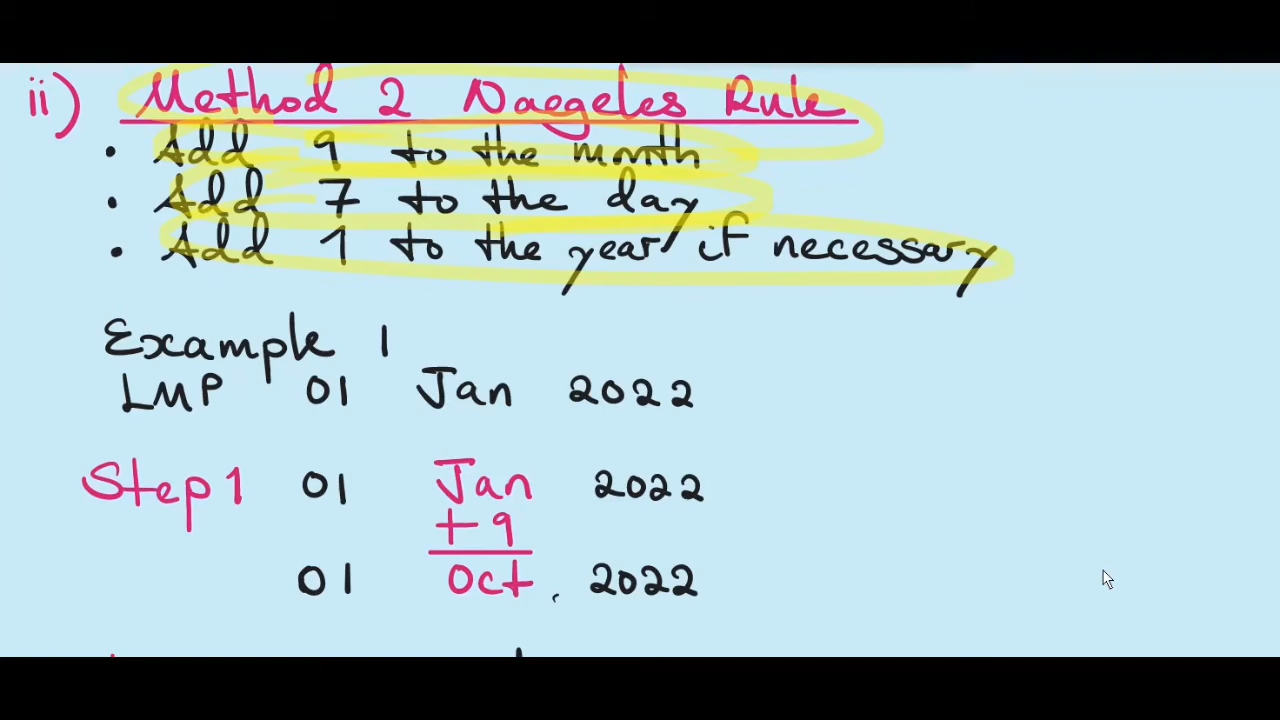 ii) Method 2 Naegeles Rule
• Add 9 to the month
• Add 7 to the day
• Add 1 to the year if necessary
Example 1
LMP 01 Jan 2022
Step 1 01 Jan 2022
+ 9
01 Oct. 2022